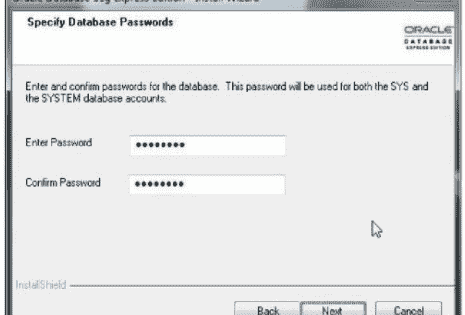 Specify Database Passwords
ORACLE
DATABASE
EXPRESS EDITION
Enter and confirm passwords for the database. This password will be used for both the SYS and
the SYSTEM database accounts.
Enter Password
••••••••
Confirm Password
••••••••
InstallShield
Back Next Cancel